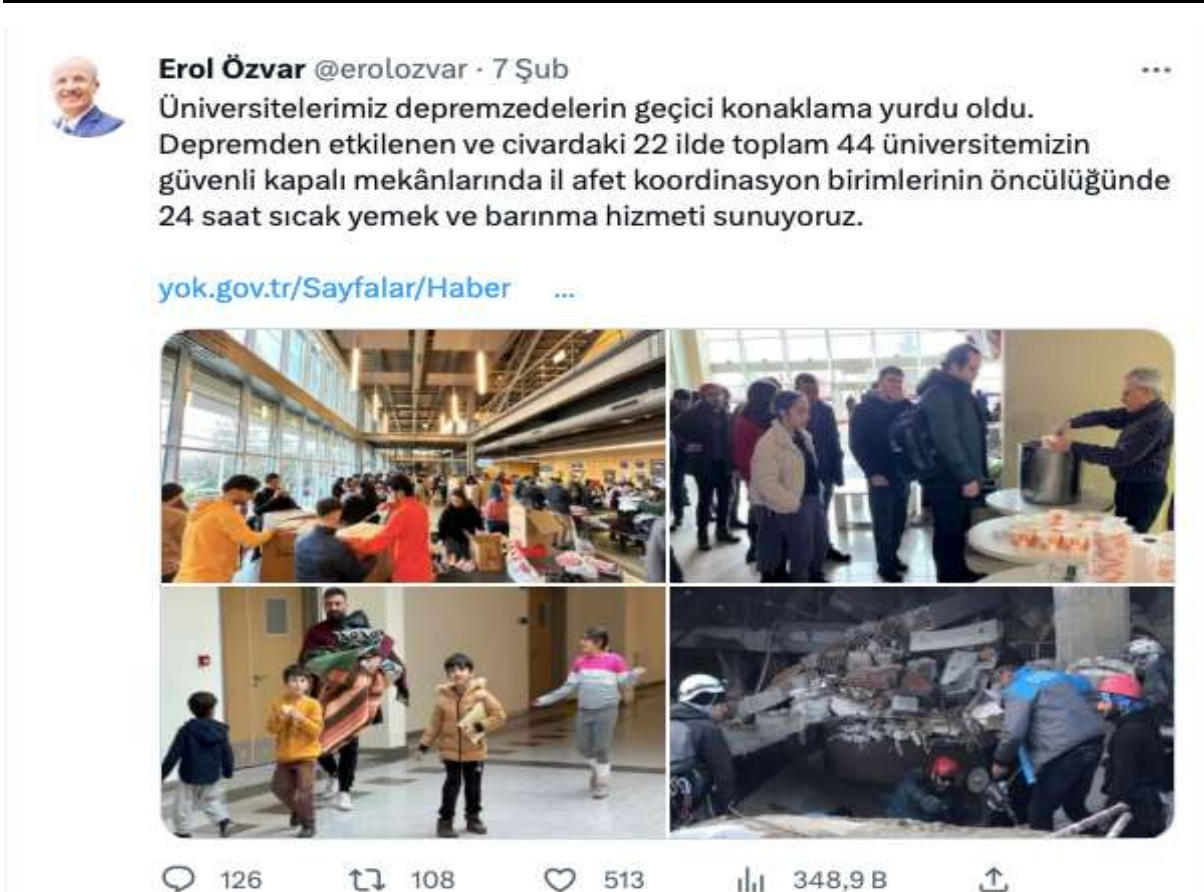 Erol Özvar @erolozvar · 7 Şub
Üniversitelerimiz depremzedelerin geçici konaklama yurdu oldu.
Depremden etkilenen ve civardaki 22 ilde toplam 44 üniversitemizin
güvenli kapalı mekânlarında il afet koordinasyon birimlerinin öncülüğünde
24 saat sıcak yemek ve barınma hizmeti sunuyoruz.
yok.gov.tr/Sayfalar/Haber ...
126 108 513 348,9 B